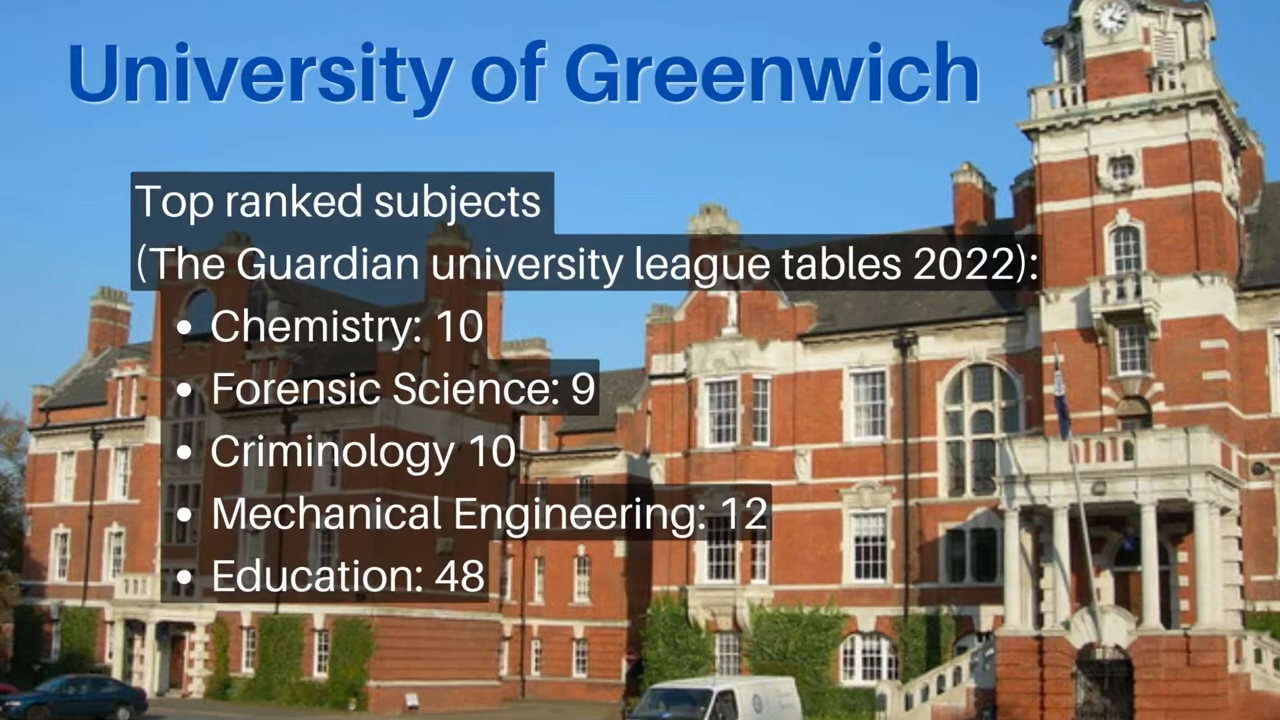 University of Greenwich
Top ranked subjects
(The Guardian university league tables 2022):
• Chemistry: 10
• Forensic Science: 9
• Criminology 10
• Mechanical Engineering: 12
• Education: 48